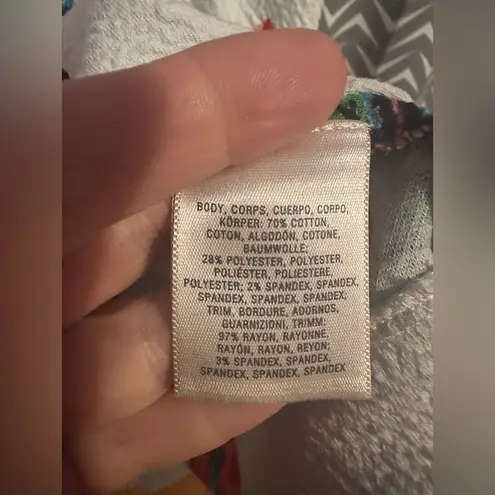 BODY, CORPS, CUERPO, CORPO,
KÖRPER: 70% COTTON,
COTON, ALGODÓN, COTONE,
BAUMWOLLE;
28% POLYESTER, POLYESTER,
POLIÉSTER, POLIESTERE,
POLYESTER; 2% SPANDEX, SPANDEX,
SPANDEX, SPANDEX, SPANDEX;
TRIM, BORDURE, ADORNOS,
GUARNIZIONI, TRIMM:
97% RAYON, RAYONNE,
RAYÓN, RAYON, REYON;
3% SPANDEX, SPANDEX,
SPANDEX, SPANDEX, SPANDEX